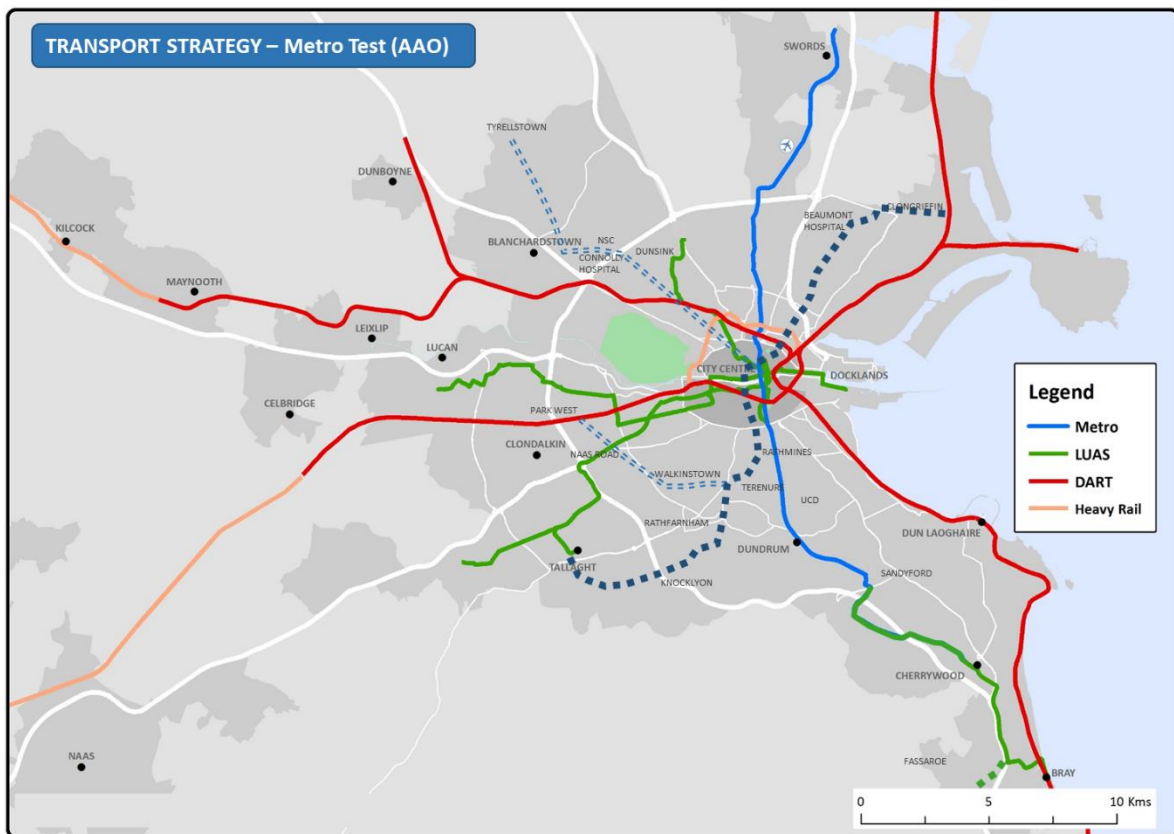 TRANSPORT STRATEGY – Metro Test (AAO)
SWORDS
TYRELLSTOWN
DUNBOYNE
CLONGRIFFIN
BEAUMONT
HOSPITAL
KILCOCK
BLANCHARDSTOWN
NSC
CONNOLLY
HOSPITAL
DUNSINK
MAYNOOTH
LEIXLIP
LUCAN
CITY CENTRE
DOCKLANDS
CELBRIDGE
PARK WEST
CLONDALKIN
NAAS ROAD
RATHMINES
WALKINSTOWN
TERENURE
UCD
RATHFARNHAM
DUN LAOGHAIRE
DUNDRUM
TALLAGHT
KNOCKLYON
SANDYFORD
CHERRYWOOD
NAAS
FASSAROE
BRAY
Legend
Metro
LUAS
DART
Heavy Rail
0 5 10 Kms